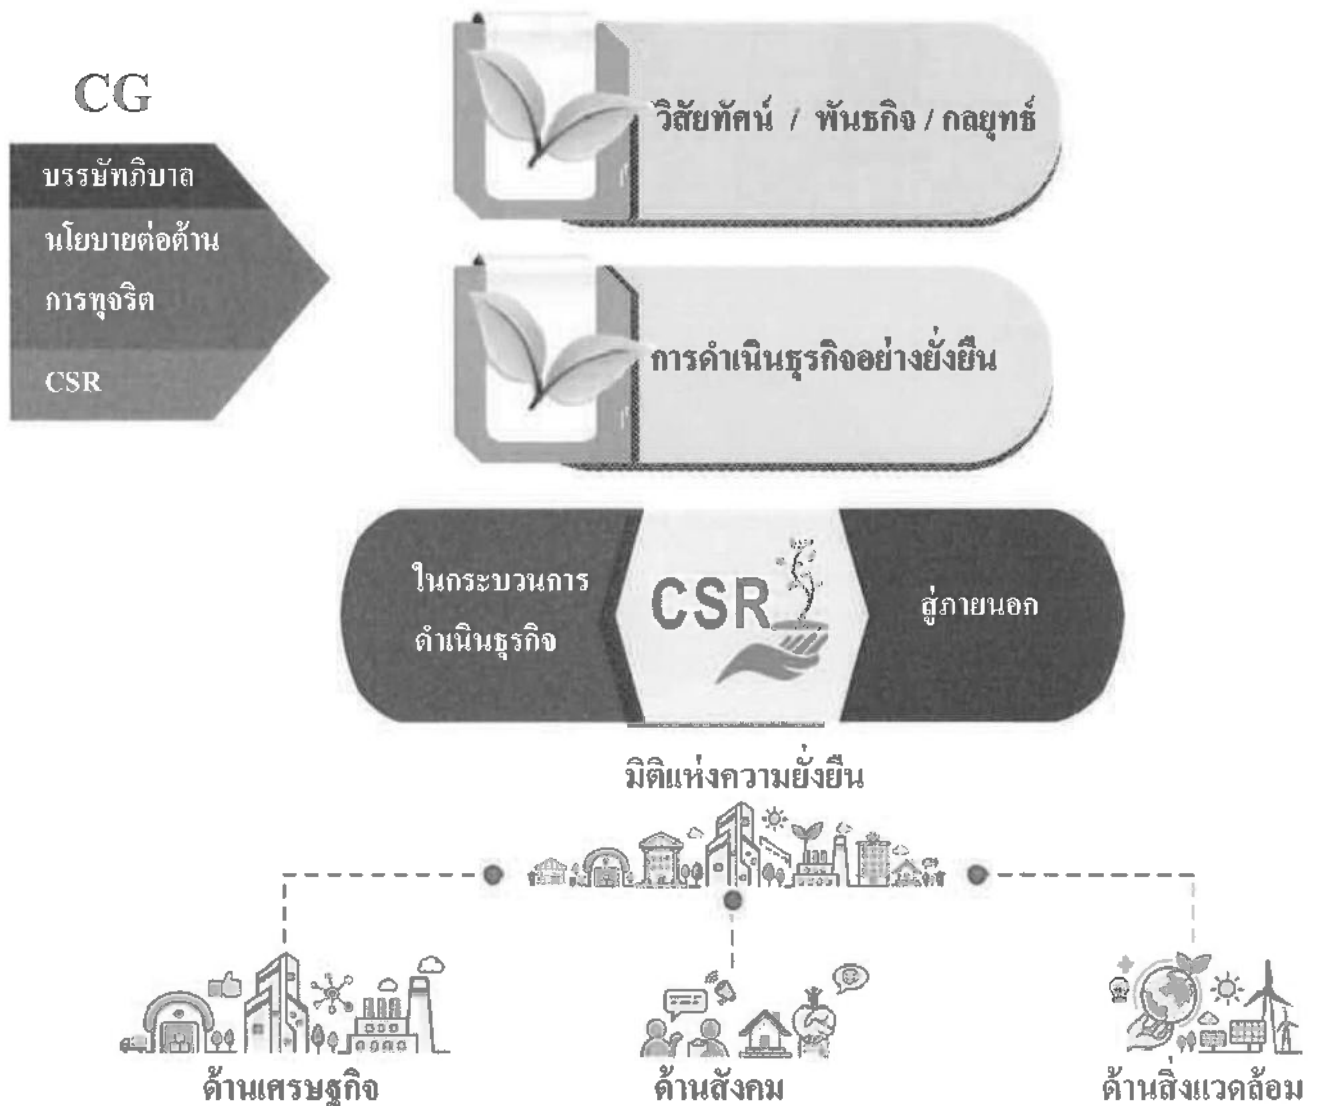 CG
บรรษัทภิบาล
นโยบายต่อต้าน
การทุจริต
CSR
วิสัยทัศน์ / พันธกิจ / กลยุทธ์
การดำเนินธุรกิจอย่างยั่งยืน
ในกระบวนการ
ดำเนินธุรกิจ
CSR
สู่ภายนอก
มิติแห่งความยั่งยืน
ด้านเศรษฐกิจ
ด้านสังคม
ด้านสิ่งแวดล้อม